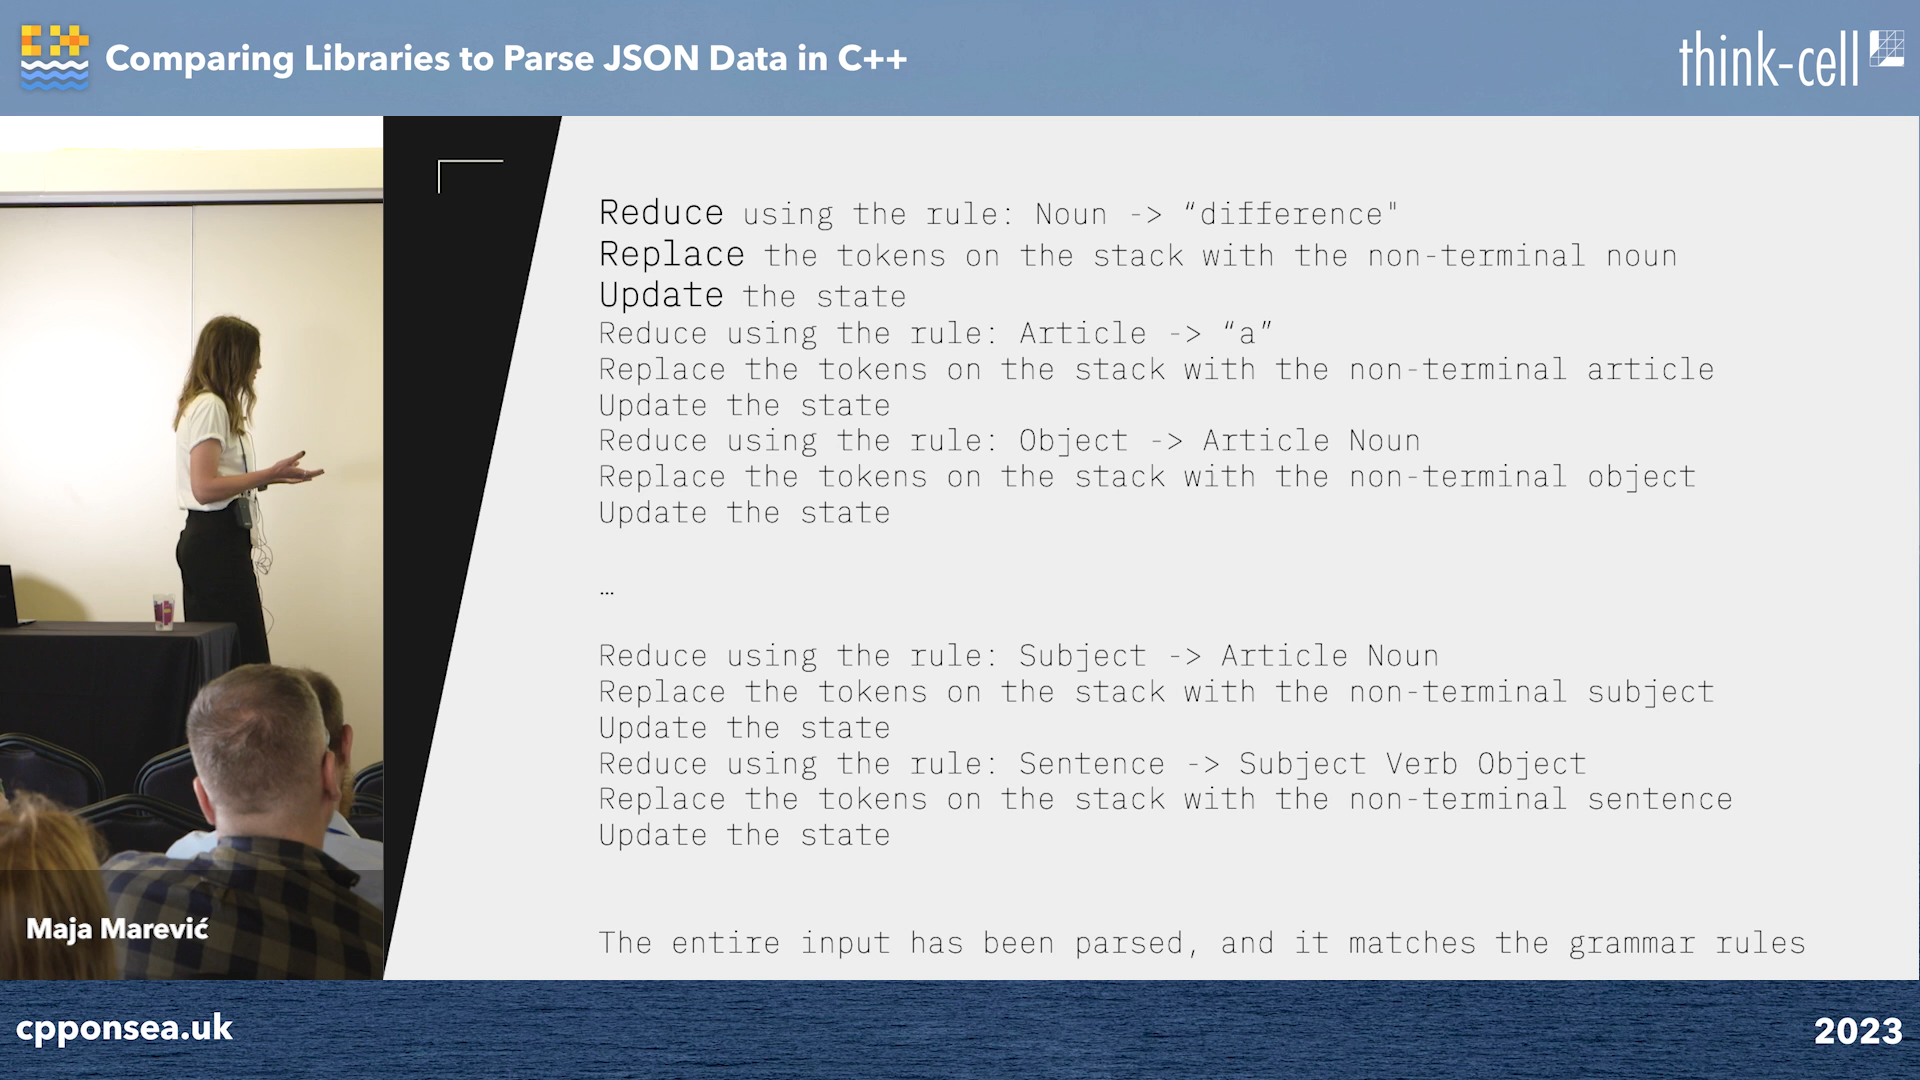 Comparing Libraries to Parse JSON Data in C++
think-cell
Reduce using the rule: Noun -> “difference"
Replace the tokens on the stack with the non-terminal noun
Update the state
Reduce using the rule: Article -> “a”
Replace the tokens on the stack with the non-terminal article
Update the state
Reduce using the rule: Object -> Article Noun
Replace the tokens on the stack with the non-terminal object
Update the state
…
Reduce using the rule: Subject -> Article Noun
Replace the tokens on the stack with the non-terminal subject
Update the state
Reduce using the rule: Sentence -> Subject Verb Object
Replace the tokens on the stack with the non-terminal sentence
Update the state
The entire input has been parsed, and it matches the grammar rules
Maja Marević
cpponsea.uk
2023